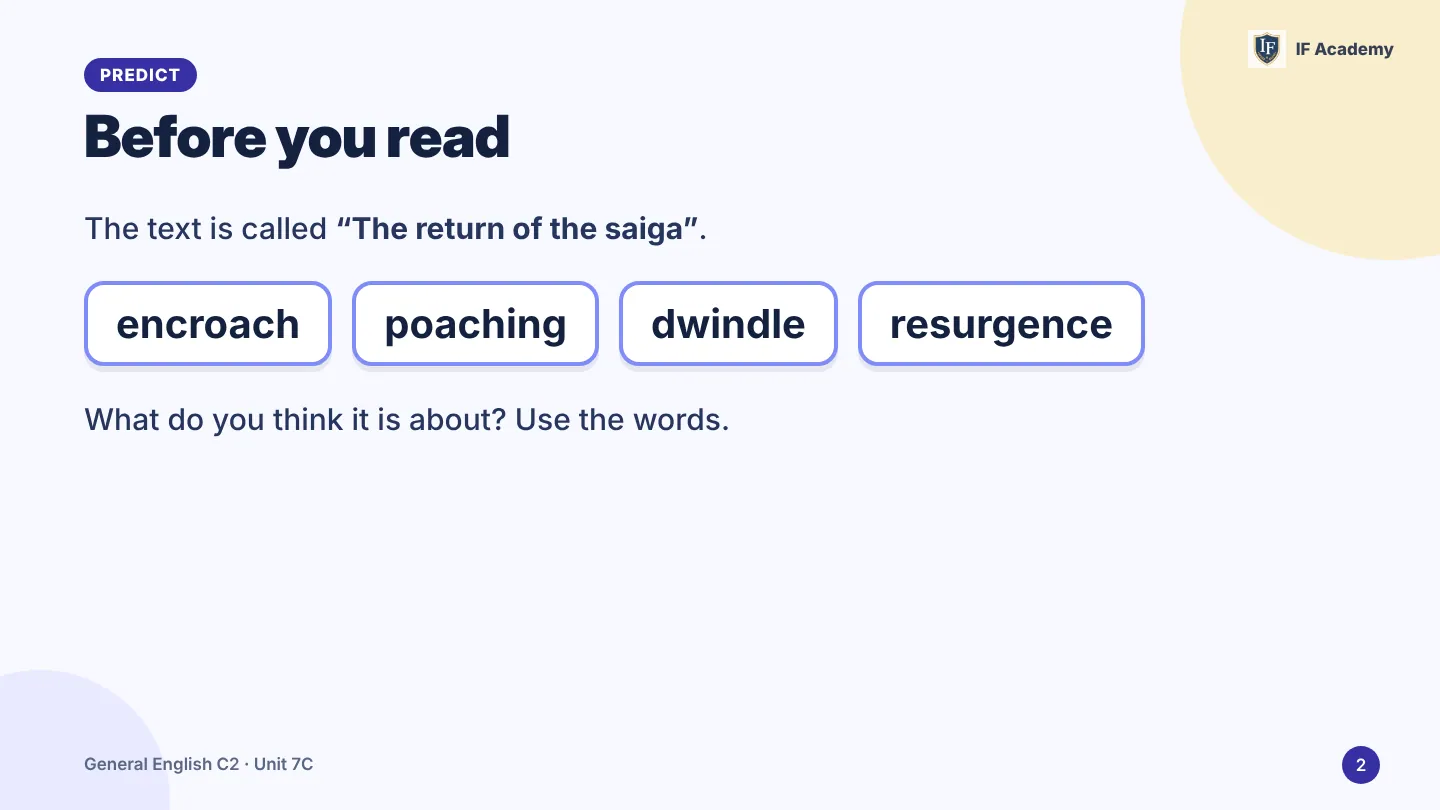 IF
IF Academy
PREDICT
Before you read
The text is called “The return of the saiga”.
encroach
poaching
dwindle
resurgence
What do you think it is about? Use the words.
General English C2 · Unit 7C
2